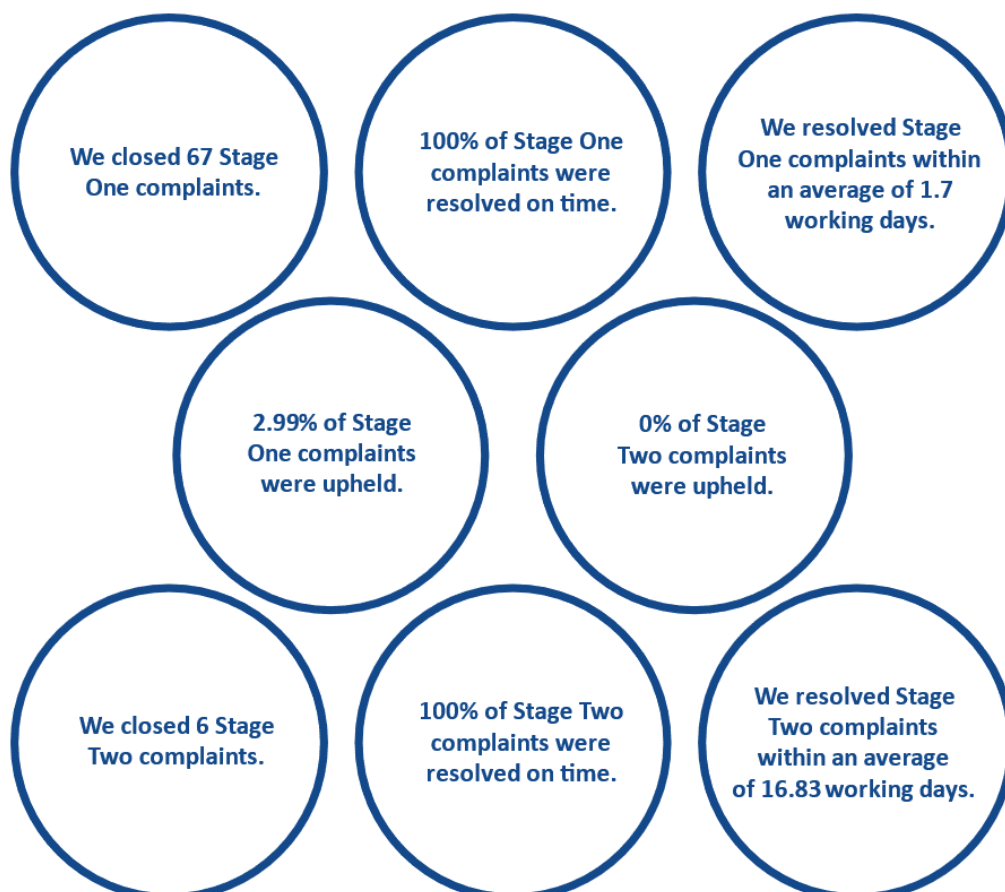 We closed 67 Stage
One complaints.
100% of Stage One
complaints were
resolved on time.
We resolved Stage
One complaints within
an average of 1.7
working days.
2.99% of Stage
One complaints
were upheld.
0% of Stage
Two complaints
were upheld.
We closed 6 Stage
Two complaints.
100% of Stage Two
complaints were
resolved on time.
We resolved Stage
Two complaints
within an average
of 16.83 working days.